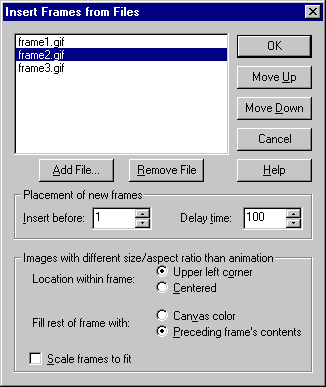 Insert Frames from Files
frame1.gif
frame2.gif
frame3.gif
OK
Move Up
Move Down
Cancel
Add File...
Remove File
Help
Placement of new frames
Insert before: 1
Delay time: 100
Images with different size/aspect ratio than animation
Location within frame:
Upper left corner
Centered
Fill rest of frame with:
Canvas color
Preceding frame's contents
Scale frames to fit